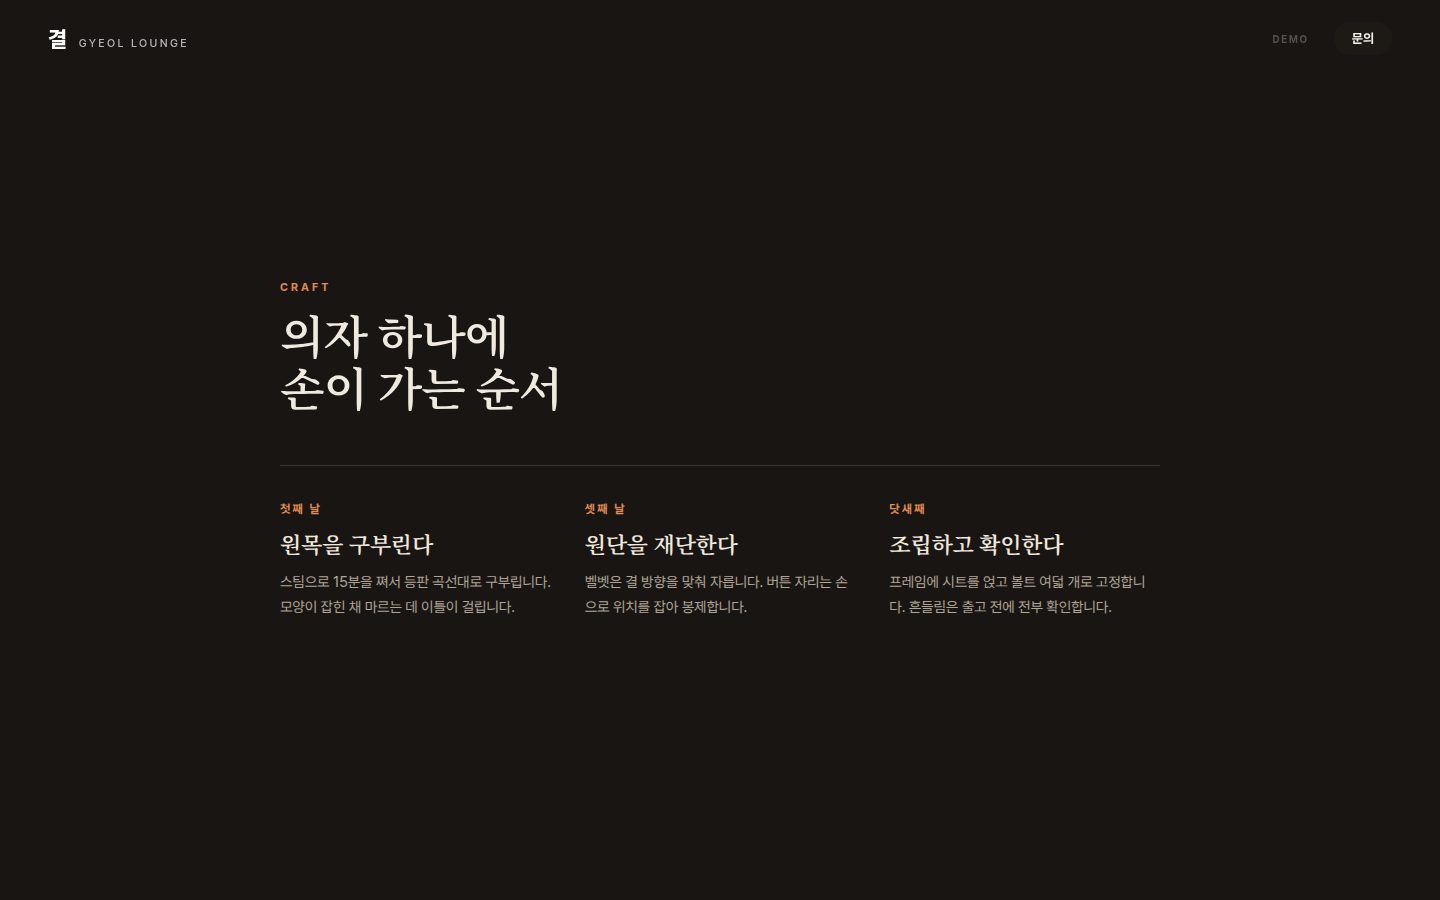 결 GYEOL LOUNGE
DEMO
문의
CRAFT
의자 하나에
손이 가는 순서
첫째 날
원목을 구부린다
스팀으로 15분을 쪄서 등판 곡선대로 구부립니다.
모양이 잡힌 채 마르는 데 이틀이 걸립니다.
셋째 날
원단을 재단한다
벨벳은 결 방향을 맞춰 자릅니다. 버튼 자리는 손
으로 위치를 잡아 봉제합니다.
닷새째
조립하고 확인한다
프레임에 시트를 얹고 볼트 여덟 개로 고정합니
다. 흔들림은 출고 전에 전부 확인합니다.